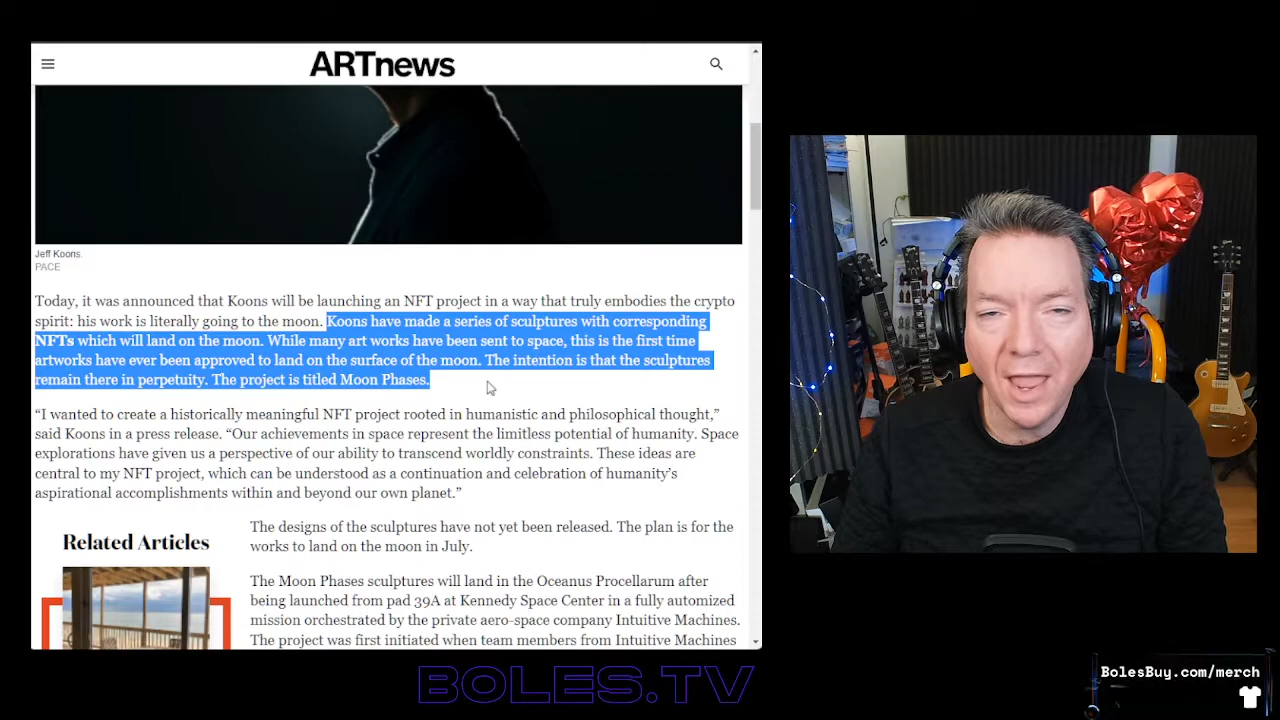 ARTnews
Jeff Koons.
PACE
Today, it was announced that Koons will be launching an NFT project in a way that truly embodies the crypto
spirit: his work is literally going to the moon. Koons have made a series of sculptures with corresponding
NFTs which will land on the moon. While many art works have been sent to space, this is the first time
artworks have ever been approved to land on the surface of the moon. The intention is that the sculptures
remain there in perpetuity. The project is titled Moon Phases.
“I wanted to create a historically meaningful NFT project rooted in humanistic and philosophical thought,”
said Koons in a press release. “Our achievements in space represent the limitless potential of humanity. Space
explorations have given us a perspective of our ability to transcend worldly constraints. These ideas are
central to my NFT project, which can be understood as a continuation and celebration of humanity’s
aspirational accomplishments within and beyond our own planet.”
Related Articles
The designs of the sculptures have not yet been released. The plan is for the
works to land on the moon in July.
The Moon Phases sculptures will land in the Oceanus Procellarum after
being launched from pad 39A at Kennedy Space Center in a fully automized
mission orchestrated by the private aero-space company Intuitive Machines.
The project was first initiated when team members from Intuitive Machines
BOLES.TV
BolesBuy.com/merch